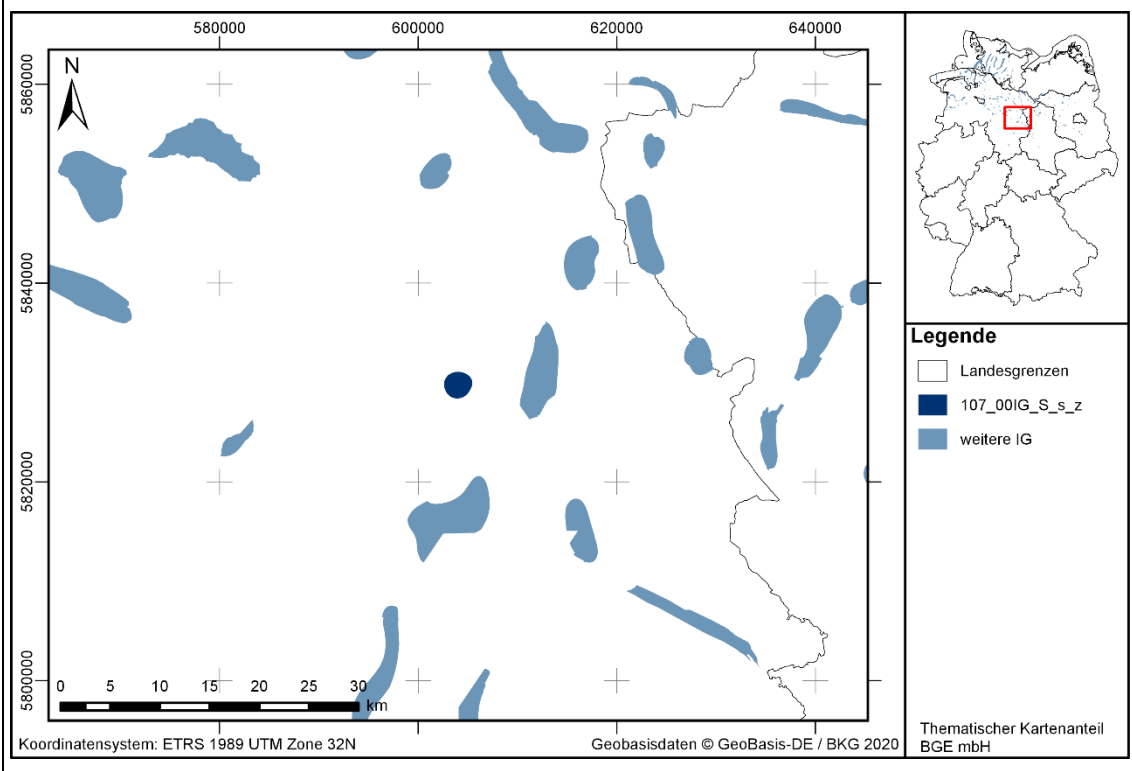 580000 600000 620000 640000
N
5860000
5840000
5820000
5800000
0 5 10 15 20 25 30
km
Koordinatensystem: ETRS 1989 UTM Zone 32N
Geobasisdaten © GeoBasis-DE / BKG 2020
Legende
Landesgrenzen
107_00IG_S_s_z
weitere IG
Thematischer Kartenanteil
BGE mbH